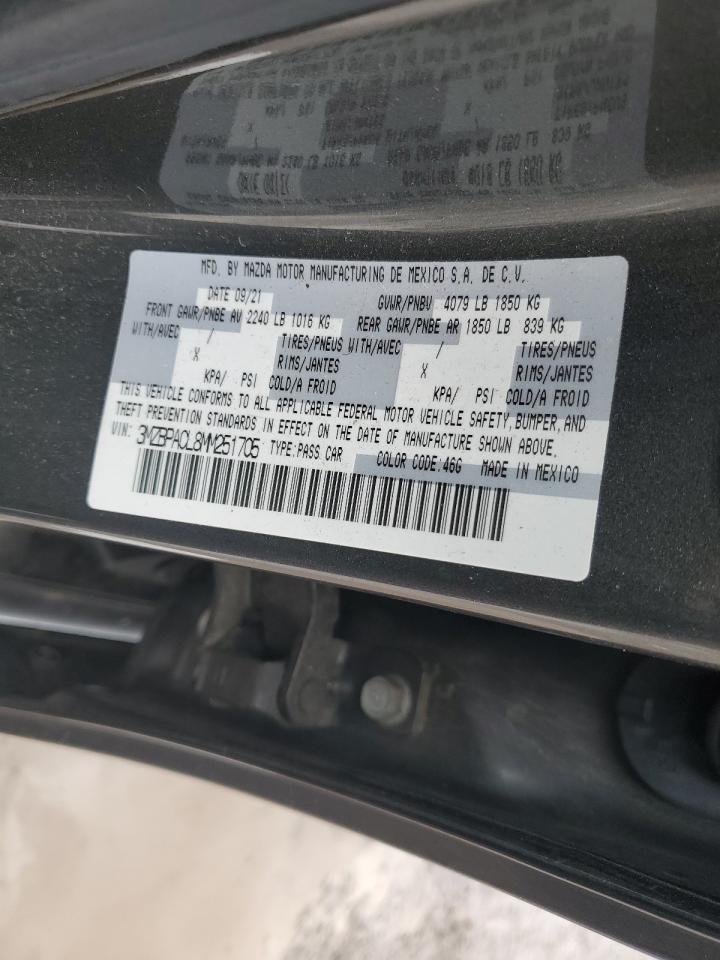 MFD. BY MAZDA MOTOR MANUFACTURING DE MEXICO S.A. DE C.V.
DATE 09/21 GVWR/PNBV 4079 LB 1850 KG
FRONT GAWR/PNBE AV 2240 LB 1016 KG REAR GAWR/PNBE AR 1850 LB 839 KG
WITH/AVEC / TIRES/PNEUS WITH/AVEC / TIRES/PNEUS
X RIMS/JANTES X RIMS/JANTES
KPA/ PSI COLD/A FROID KPA/ PSI COLD/A FROID
THIS VEHICLE CONFORMS TO ALL APPLICABLE FEDERAL MOTOR VEHICLE SAFETY, BUMPER, AND
THEFT PREVENTION STANDARDS IN EFFECT ON THE DATE OF MANUFACTURE SHOWN ABOVE.
VIN: 3MZBPACL8MM251705 TYPE:PASS CAR COLOR CODE:46G MADE IN MEXICO